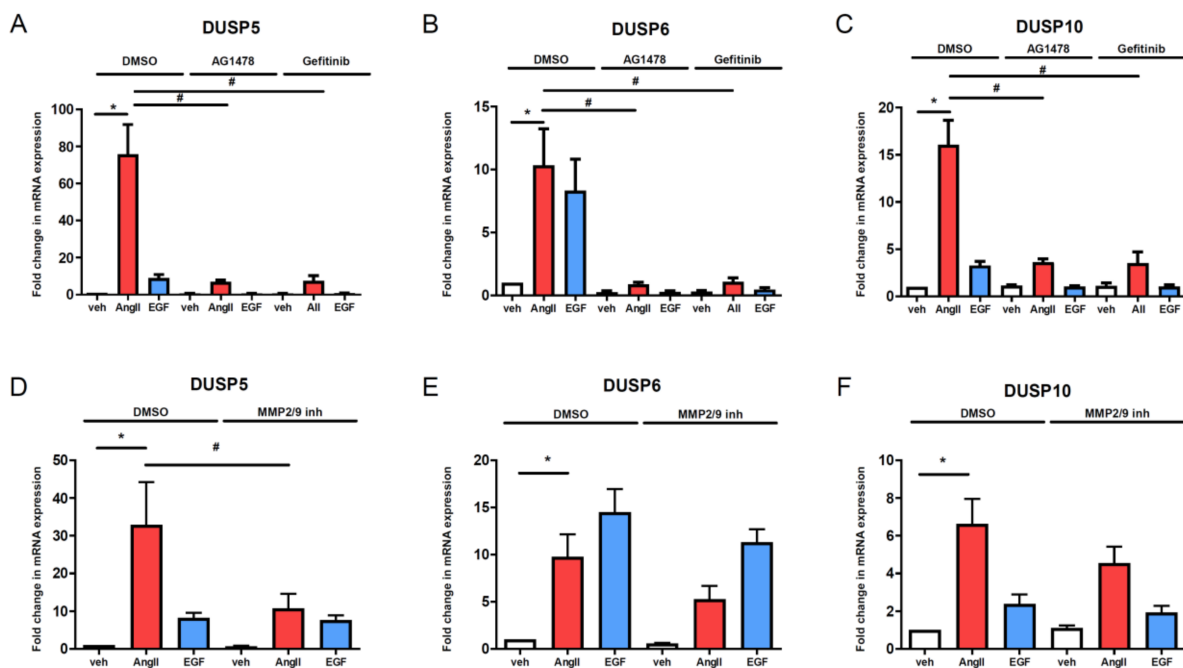 A
DUSP5
DMSO AG1478 Gefitinib
#
#
*
Fold change in mRNA expression
100
80
60
40
20
0
veh AngII EGF veh AngII EGF veh AII EGF
B
DUSP6
DMSO AG1478 Gefitinib
#
#
*
Fold change in mRNA expression
15
10
5
0
veh AngII EGF veh AngII EGF veh AII EGF
C
DUSP10
DMSO AG1478 Gefitinib
#
#
*
Fold change in mRNA expression
20
15
10
5
0
veh AngII EGF veh AngII EGF veh AII EGF
D
DUSP5
DMSO MMP2/9 inh
*
#
Fold change in mRNA expression
50
40
30
20
10
0
veh AngII EGF veh AngII EGF
E
DUSP6
DMSO MMP2/9 inh
*
Fold change in mRNA expression
20
15
10
5
0
veh AngII EGF veh AngII EGF
F
DUSP10
DMSO MMP2/9 inh
*
Fold change in mRNA expression
10
8
6
4
2
0
veh AngII EGF veh AngII EGF